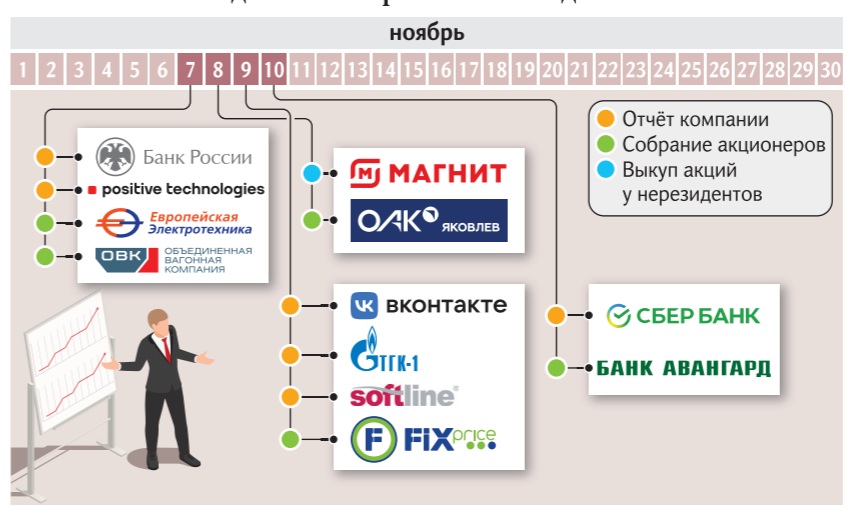 ноябрь
1 2 3 4 5 6 7 8 9 10 11 12 13 14 15 16 17 18 19 20 21 22 23 24 25 26 27 28 29 30
Отчёт компании
Собрание акционеров
Выкуп акций
у нерезидентов
Банк России
positive technologies
Европейская
Электротехника
ОВК ОБЪЕДИНЕННАЯ
ВАГОННАЯ
КОМПАНИЯ
МАГНИТ
ОАК ЯКОВЛЕВ
вконтакте
ТГК-1
softline®
FiX price
СБЕР БАНК
БАНК АВАНГАРД